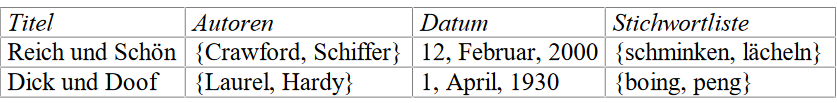 Titel Autoren Datum Stichwortliste
Reich und Schön {Crawford, Schiffer} 12, Februar, 2000 {schminken, lächeln}
Dick und Doof {Laurel, Hardy} 1, April, 1930 {boing, peng}